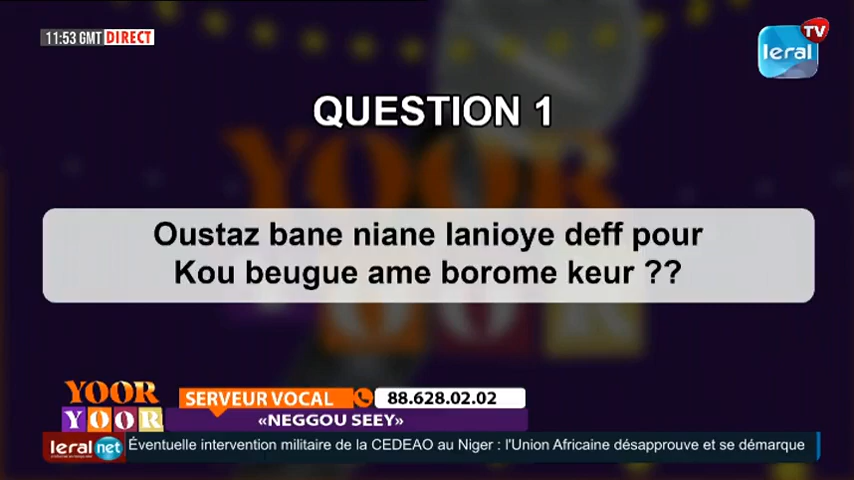 11:53 GMT DIRECT
leral TV
QUESTION 1
Oustaz bane niane lanioye deff pour
Kou beugue ame borome keur ??
YOOR
YOOR
SERVEUR VOCAL 88.628.02.02
«NEGGOU SEEY»
leral net Éventuelle intervention militaire de la CEDEAO au Niger : l'Union Africaine désapprouve et se démarque